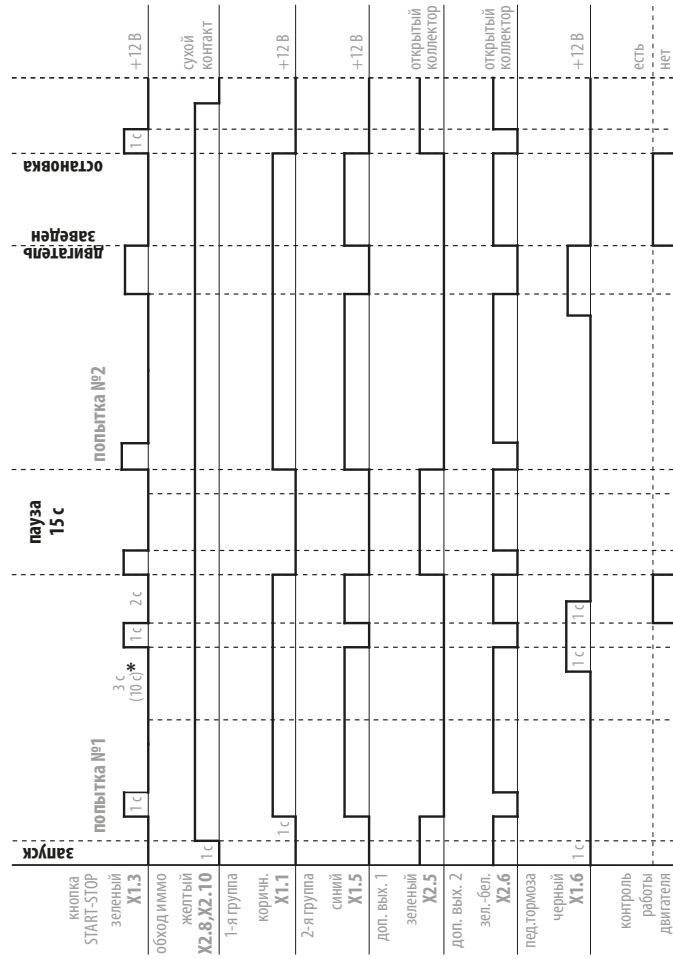 запуск
остановка
двигатель
заведен
пауза
15 с
попытка №1
попытка №2
кнопка
START-STOP
зеленый
X1.3
1 с
3 с
(10 с)*
1 с
2 с
1 с
+12 В
обход иммо
желтый
X2.8,X2.10
1 с
сухой
контакт
1-я группа
коричн.
X1.1
1 с
+12 В
2-я группа
синий
X1.5
+12 В
доп. вых. 1
зеленый
X2.5
открытый
коллектор
доп. вых. 2
зел.-бел.
X2.6
открытый
коллектор
пед.тормоза
черный
X1.6
1 с
1 с
1 с
+12 В
контроль
работы
двигателя
есть
нет